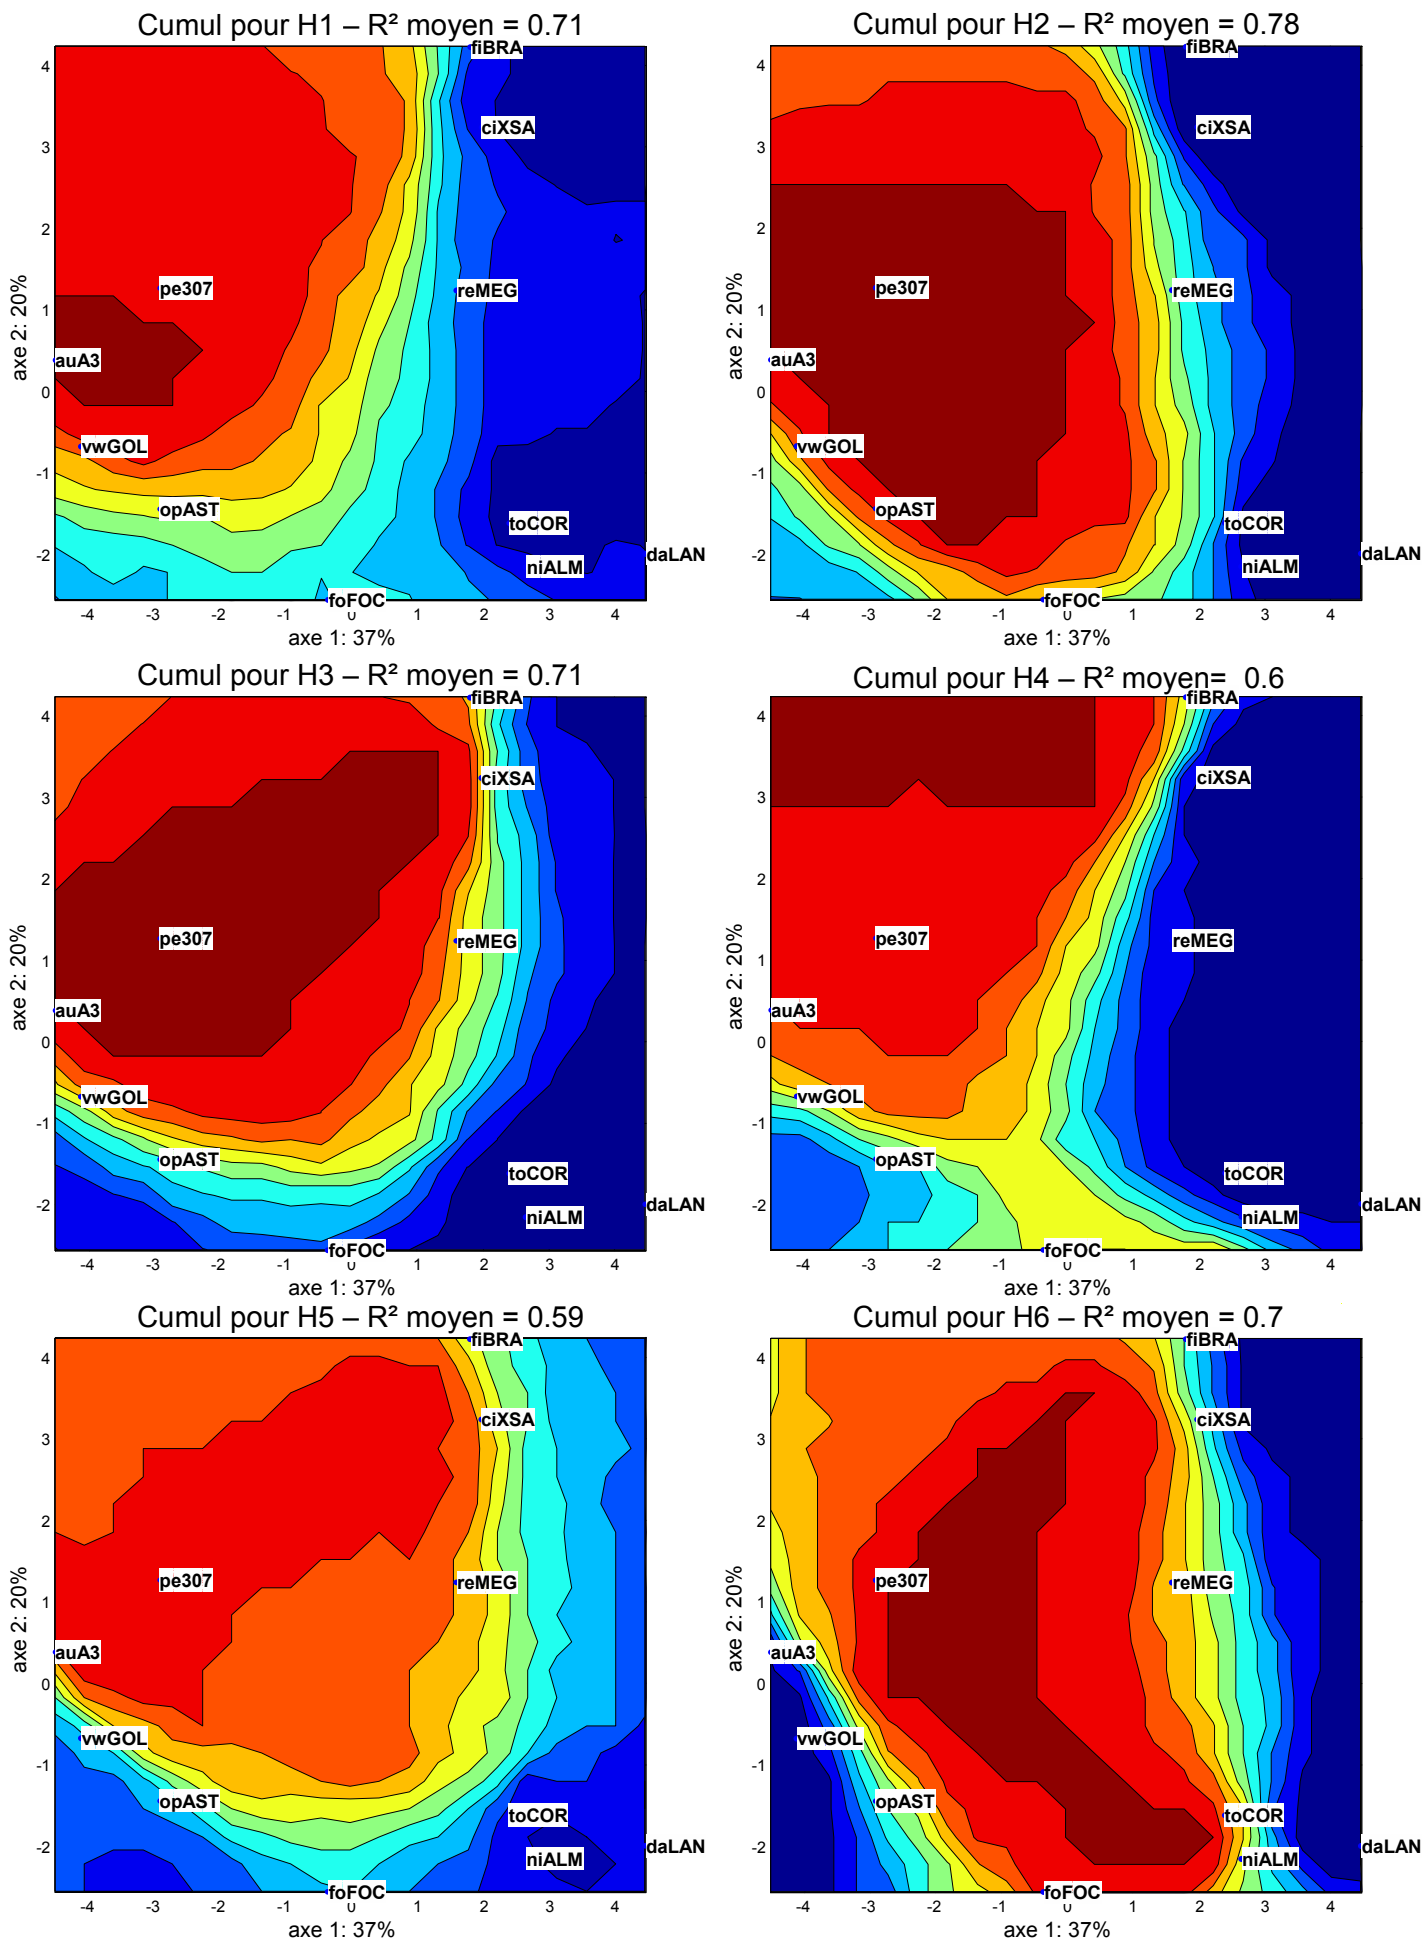 Cumul pour H1 – R² moyen = 0.71
fiBRA
4
ciXSA
3
2
pe307
reMEG
1
auA3
0
vwGOL
-1
opAST
toCOR
-2
daLAN
niALM
foFOC
-4 -3 -2 -1 0 1 2 3 4
axe 1: 37%
axe 2: 20%
Cumul pour H2 – R² moyen = 0.78
fiBRA
4
ciXSA
3
2
pe307
reMEG
1
auA3
0
vwGOL
-1
opAST
toCOR
-2
daLAN
niALM
foFOC
-4 -3 -2 -1 0 1 2 3 4
axe 1: 37%
axe 2: 20%
Cumul pour H3 – R² moyen = 0.71
fiBRA
4
ciXSA
3
2
pe307
reMEG
1
auA3
0
vwGOL
-1
opAST
toCOR
-2
daLAN
niALM
foFOC
-4 -3 -2 -1 0 1 2 3 4
axe 1: 37%
axe 2: 20%
Cumul pour H4 – R² moyen= 0.6
fiBRA
4
ciXSA
3
2
pe307
reMEG
1
auA3
0
vwGOL
-1
opAST
toCOR
-2
daLAN
niALM
foFOC
-4 -3 -2 -1 0 1 2 3 4
axe 1: 37%
axe 2: 20%
Cumul pour H5 – R² moyen = 0.59
fiBRA
4
ciXSA
3
2
pe307
reMEG
1
auA3
0
vwGOL
-1
opAST
toCOR
-2
daLAN
niALM
foFOC
-4 -3 -2 -1 0 1 2 3 4
axe 1: 37%
axe 2: 20%
Cumul pour H6 – R² moyen = 0.7
fiBRA
4
ciXSA
3
2
pe307
reMEG
1
auA3
0
vwGOL
-1
opAST
toCOR
-2
daLAN
niALM
foFOC
-4 -3 -2 -1 0 1 2 3 4
axe 1: 37%
axe 2: 20%